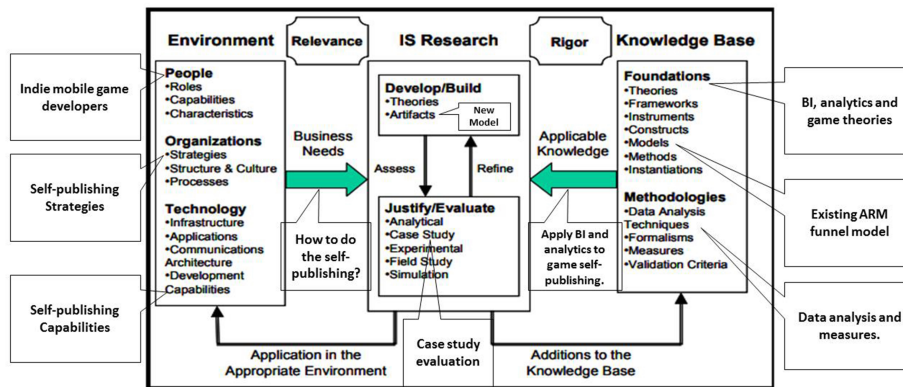 Environment
Relevance
IS Research
Rigor
Knowledge Base
Indie mobile game
developers
Self-publishing
Strategies
Self-publishing
Capabilities
People
•Roles
•Capabilities
•Characteristics
Organizations
•Strategies
•Structure & Culture
•Processes
Technology
•Infrastructure
•Applications
•Communications
Architecture
•Development
Capabilities
Business
Needs
How to do
the self-
publishing?
Develop/Build
•Theories
•Artifacts
New
Model
Assess
Refine
Justify/Evaluate
•Analytical
•Case Study
•Experimental
•Field Study
•Simulation
Case study
evaluation
Applicable
Knowledge
Apply BI and
analytics to
game self-
publishing.
Foundations
•Theories
•Frameworks
•Instruments
•Constructs
•Models
•Methods
•Instantiations
Methodologies
•Data Analysis
Techniques
•Formalisms
•Measures
•Validation Criteria
BI, analytics and
game theories
Existing ARM
funnel model
Data analysis and
measures.
Application in the
Appropriate Environment
Additions to the
Knowledge Base